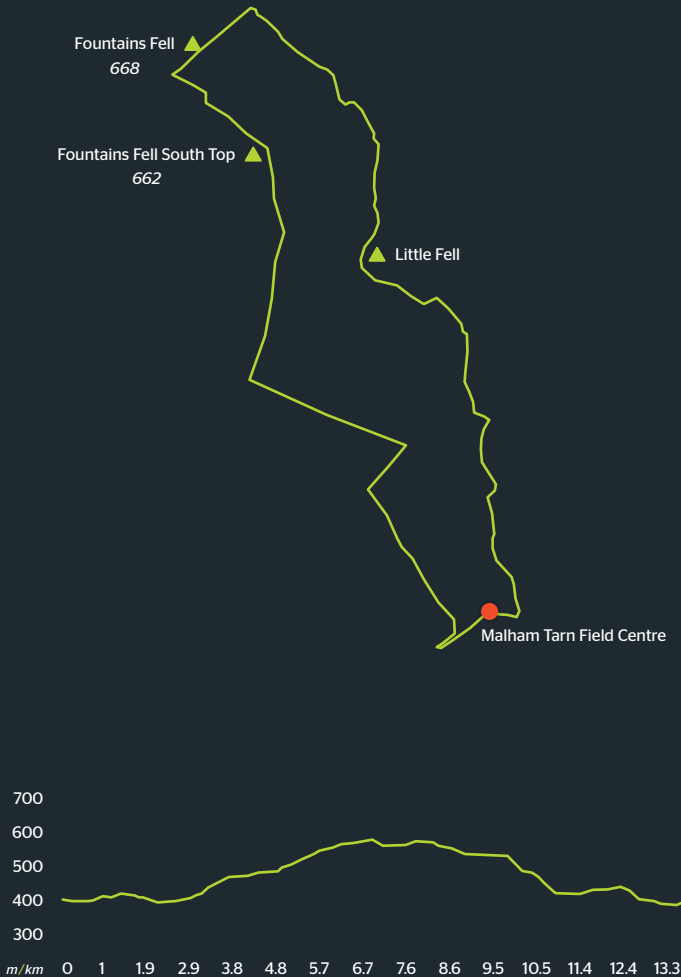 Fountains Fell
668
Fountains Fell South Top
662
Little Fell
Malham Tarn Field Centre
700
600
500
400
300
m/km 0 1 1.9 2.9 3.8 4.8 5.7 6.7 7.6 8.6 9.5 10.5 11.4 12.4 13.3